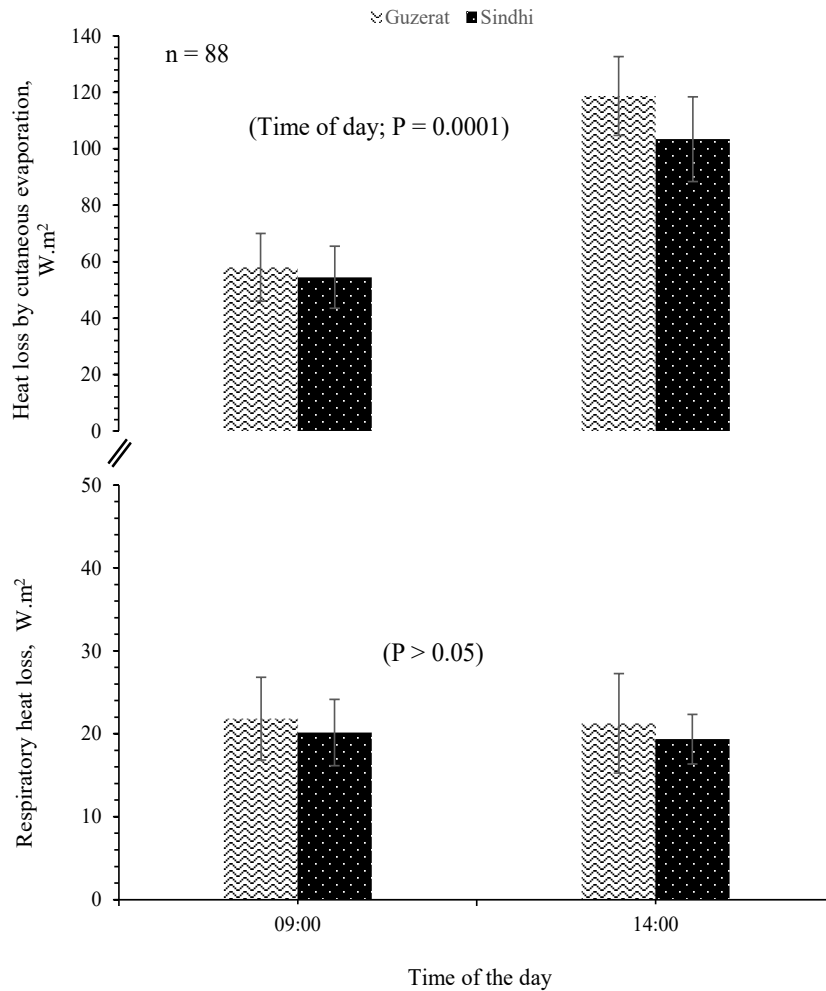 Guzerat Sindhi
n = 88
(Time of day; P = 0.0001)
Heat loss by cutaneous evaporation,
W.m²
140
120
100
80
60
40
20
0
Respiratory heat loss, W.m²
(P > 0.05)
50
40
30
20
10
0
09:00 14:00
Time of the day